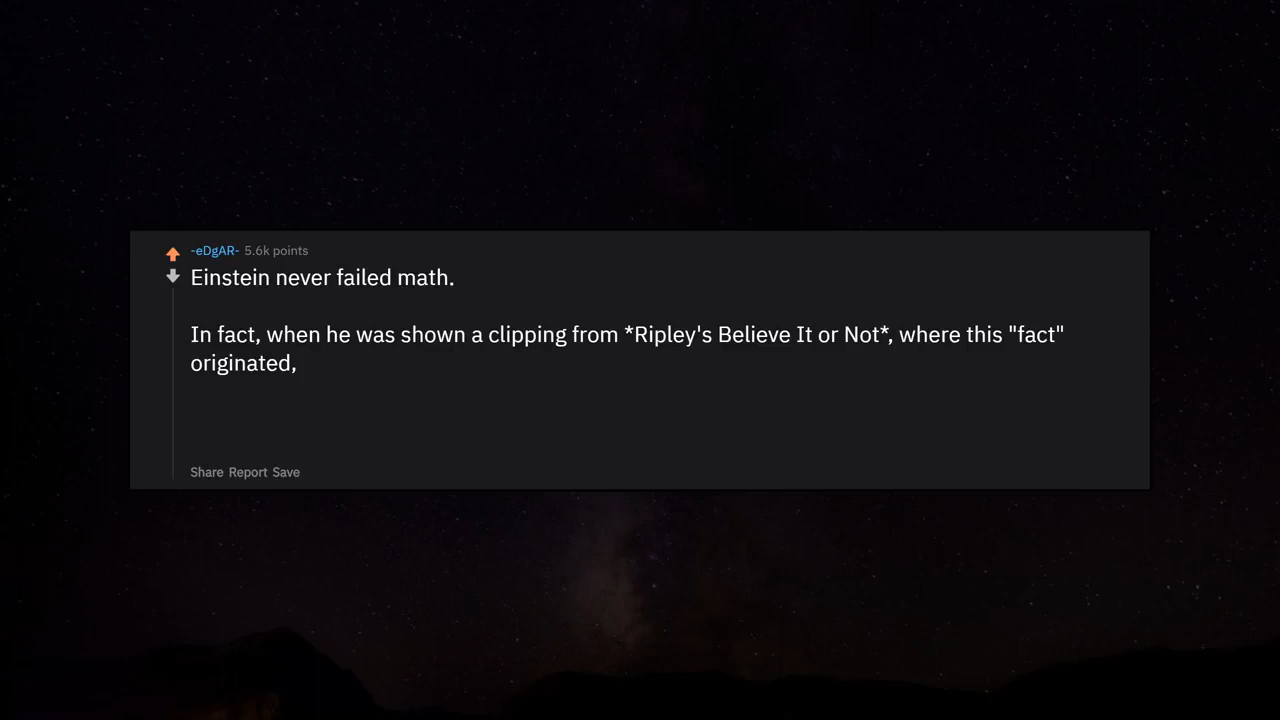 -eDgAR- 5.6k points
Einstein never failed math.
In fact, when he was shown a clipping from *Ripley's Believe It or Not*, where this "fact"
originated,
Share Report Save